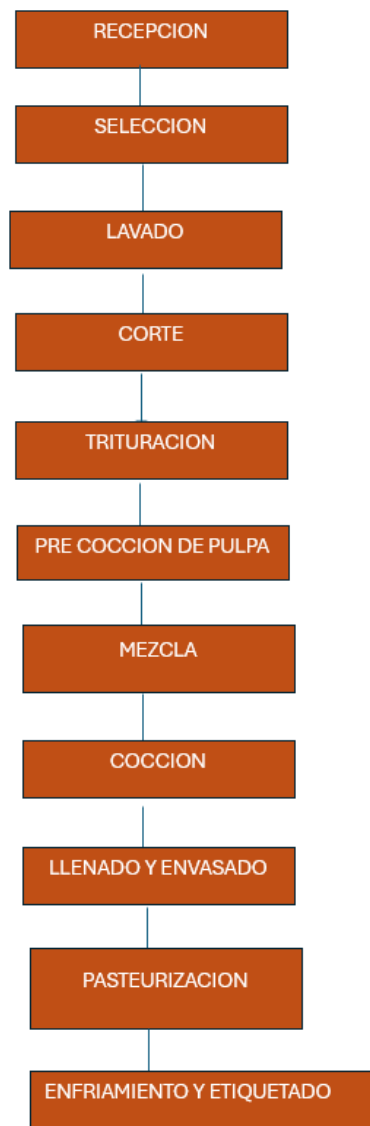 RECEPCION
SELECCION
LAVADO
CORTE
TRITURACION
PRE COCCION DE PULPA
MEZCLA
COCCION
LLENADO Y ENVASADO
PASTEURIZACION
ENFRIAMIENTO Y ETIQUETADO